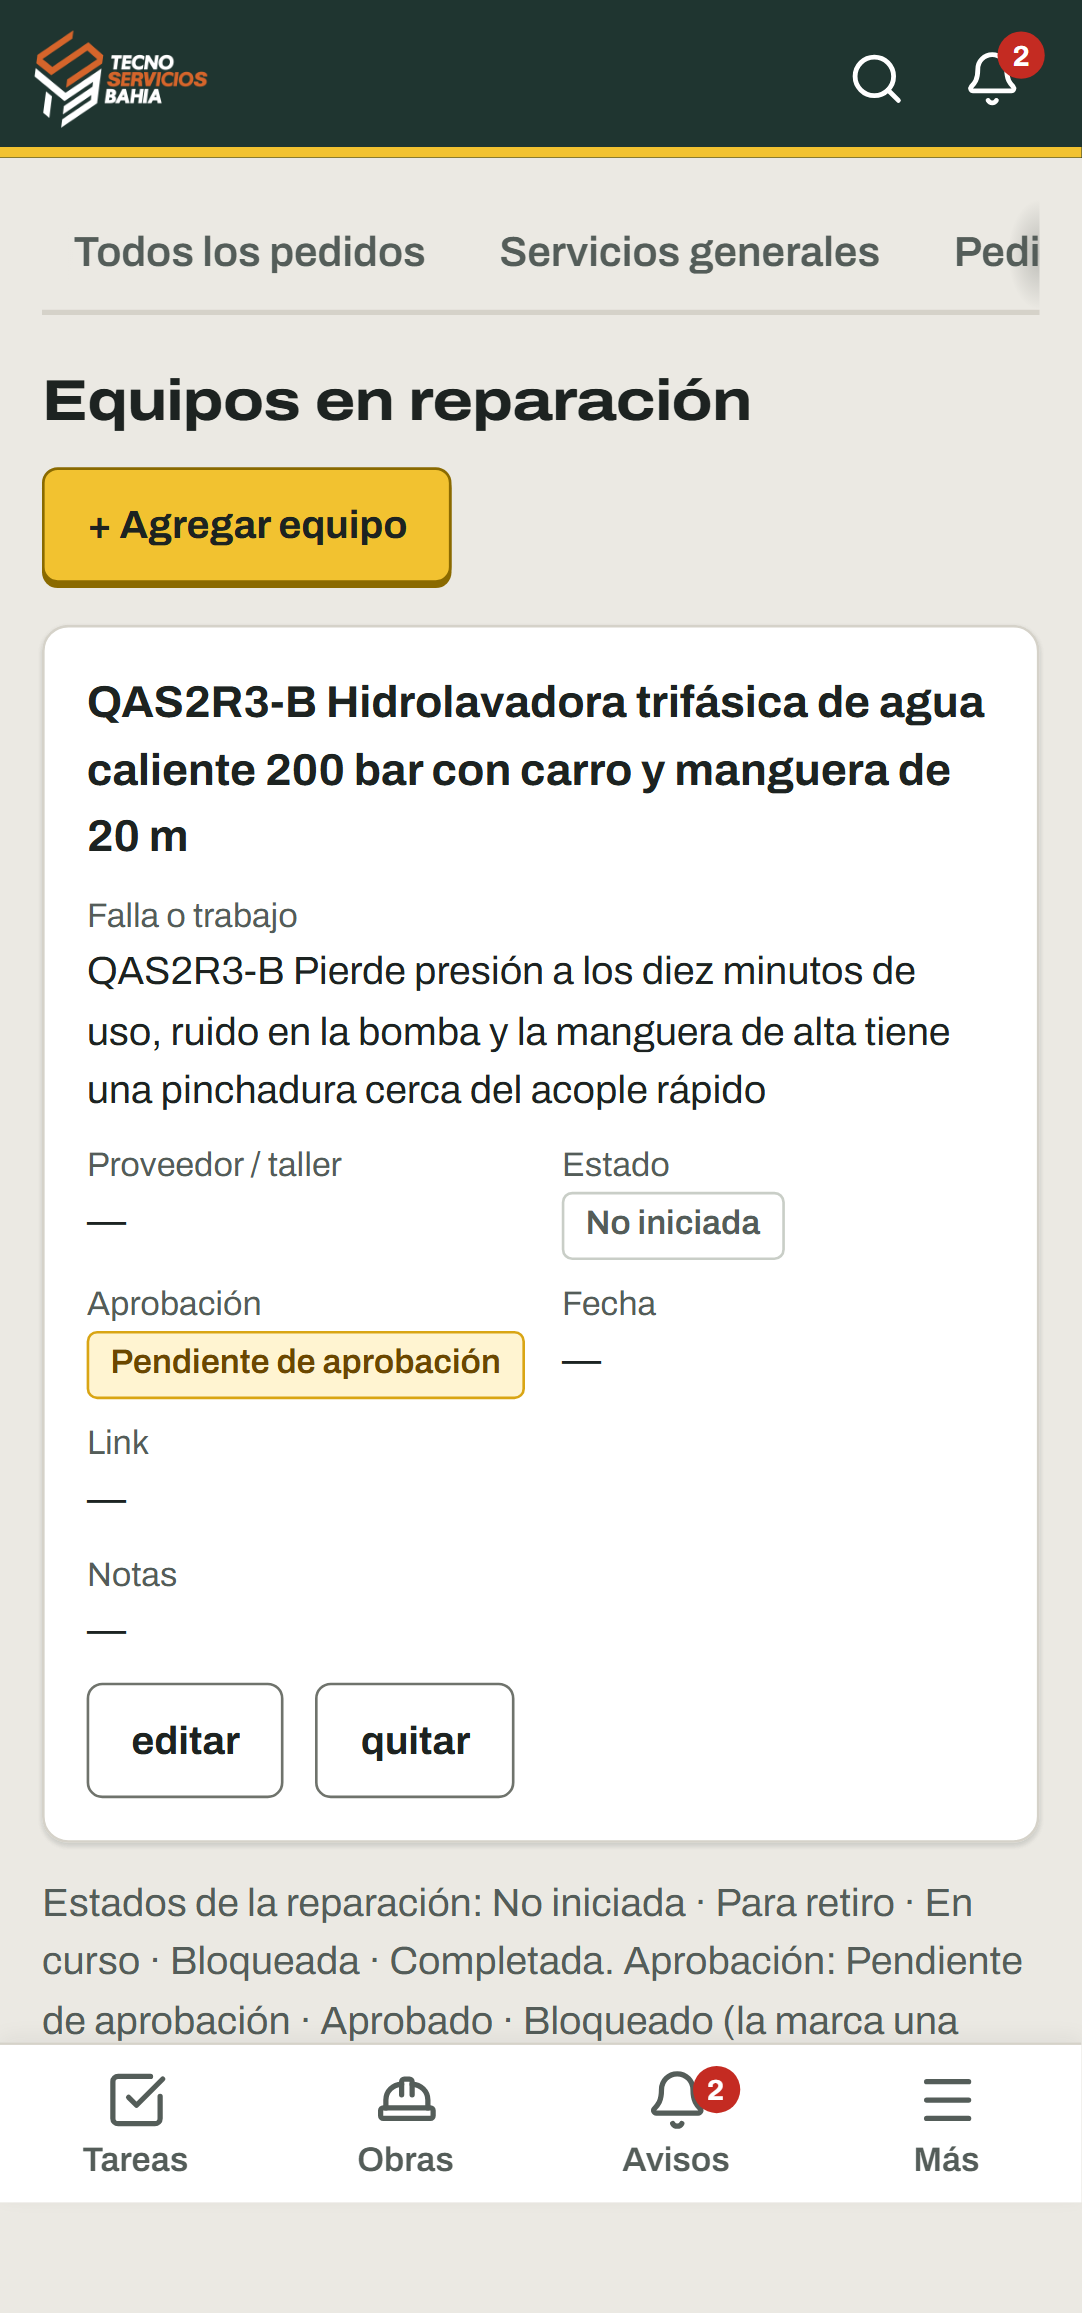 TECNO
SERVICIOS
BAHIA
2
Todos los pedidos Servicios generales Pedi
Equipos en reparación
+ Agregar equipo
QAS2R3-B Hidrolavadora trifásica de agua
caliente 200 bar con carro y manguera de
20 m
Falla o trabajo
QAS2R3-B Pierde presión a los diez minutos de
uso, ruido en la bomba y la manguera de alta tiene
una pinchadura cerca del acople rápido
Proveedor / taller Estado
— No iniciada
Aprobación Fecha
Pendiente de aprobación —
Link
—
Notas
—
editar quitar
Estados de la reparación: No iniciada · Para retiro · En
curso · Bloqueada · Completada. Aprobación: Pendiente
de aprobación · Aprobado · Bloqueado (la marca una
2
Tareas Obras Avisos Más